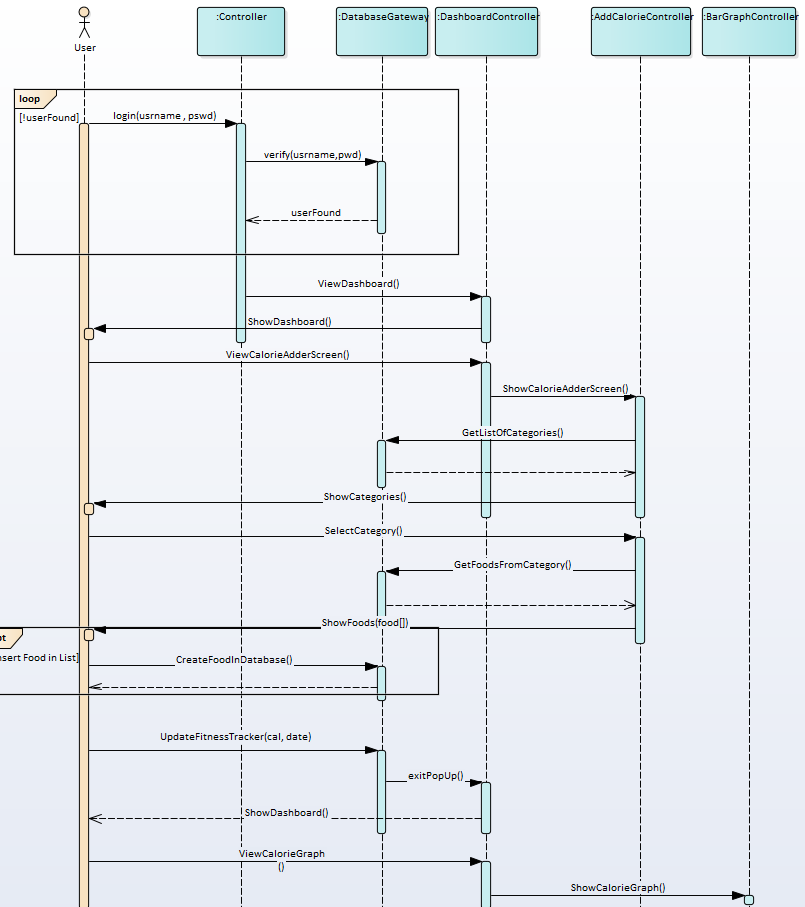 :Controller
:DatabaseGateway
:DashboardController
:AddCalorieController
:BarGraphController
User
loop
[!userFound]
login(usrname , pswd)
verify(usrname,pwd)
userFound
ViewDashboard()
ShowDashboard()
ViewCalorieAdderScreen()
ShowCalorieAdderScreen()
GetListOfCategories()
ShowCategories()
SelectCategory()
GetFoodsFromCategory()
ShowFoods(food[])
pt
nsert Food in List]
CreateFoodInDatabase()
UpdateFitnessTracker(cal, date)
exitPopUp()
ShowDashboard()
ViewCalorieGraph
()
ShowCalorieGraph()